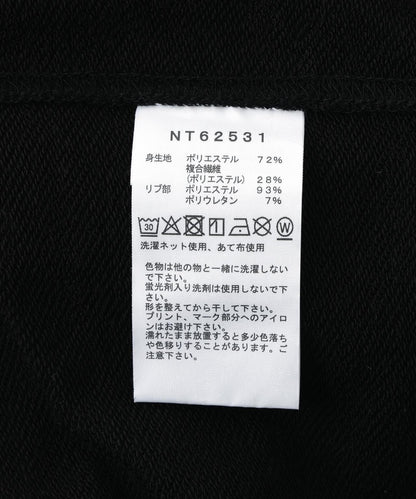 NT62531
身生地 ポリエステル 72%
複合繊維
(ポリエステル) 28%
リブ部 ポリエステル 93%
ポリウレタン 7%
30 W
洗濯ネット使用、あて布使用
色物は他の物と一緒に洗濯しない
で下さい。
蛍光剤入り洗剤は使用しないで下
さい。
形を整えてから干して下さい。
プリント、マーク部分へのアイロ
ンはお避け下さい。
濡れたまま放置すると多少色落ち
や色移りすることがあります。ご
注意下さい。